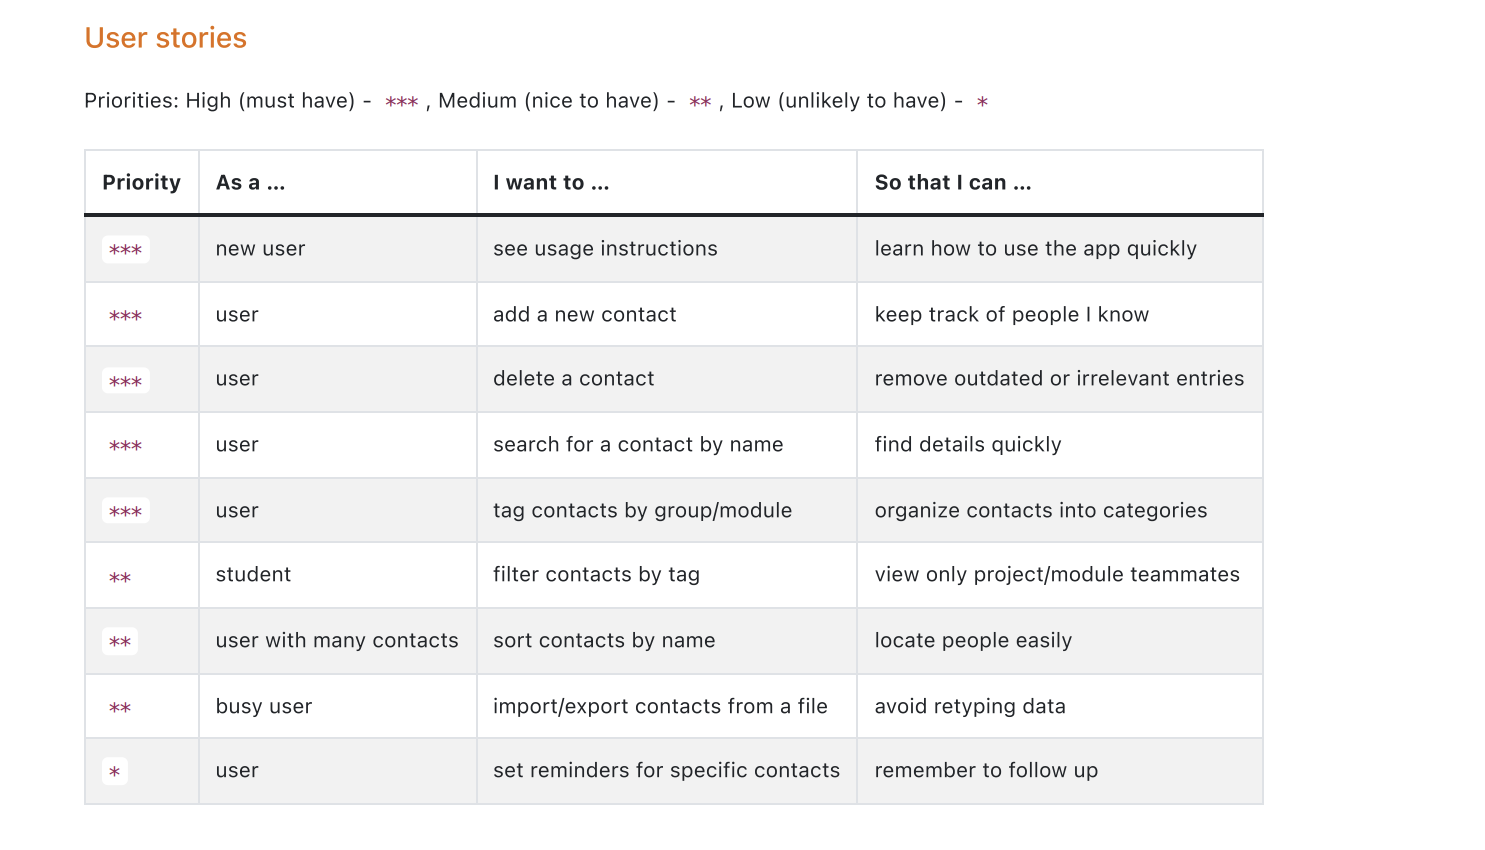 User stories
Priorities: High (must have) - *** , Medium (nice to have) - ** , Low (unlikely to have) - *
Priority As a ... I want to ... So that I can ...
*** new user see usage instructions learn how to use the app quickly
*** user add a new contact keep track of people I know
*** user delete a contact remove outdated or irrelevant entries
*** user search for a contact by name find details quickly
*** user tag contacts by group/module organize contacts into categories
** student filter contacts by tag view only project/module teammates
** user with many contacts sort contacts by name locate people easily
** busy user import/export contacts from a file avoid retyping data
* user set reminders for specific contacts remember to follow up